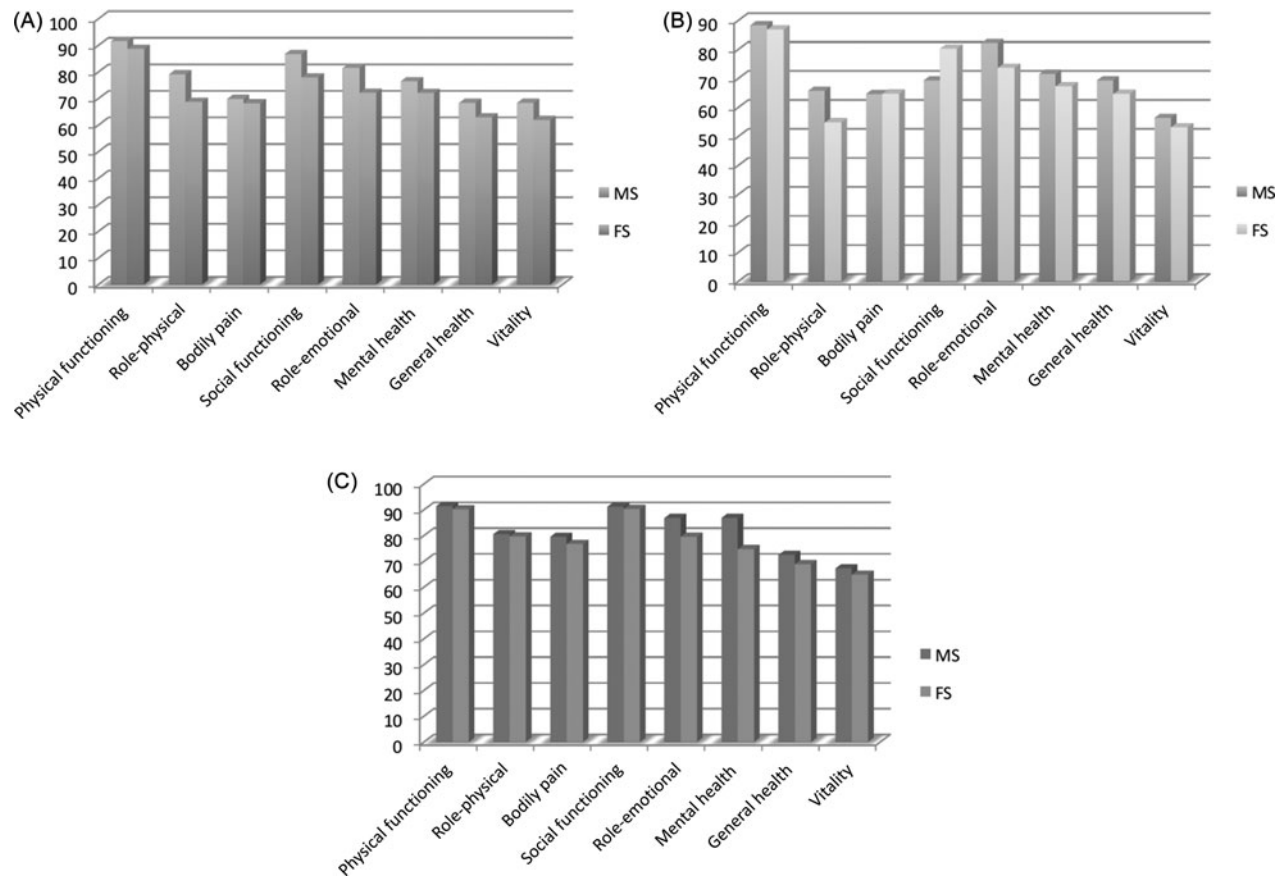 (A)
100
90
80
70
60
50
40
30
20
10
0
Physical functioning
Role-physical
Bodily pain
Social functioning
Role-emotional
Mental health
General health
Vitality
MS
FS
(B)
90
80
70
60
50
40
30
20
10
0
Physical functioning
Role-physical
Bodily pain
Social functioning
Role-emotional
Mental health
General health
Vitality
MS
FS
(C)
100
90
80
70
60
50
40
30
20
10
0
Physical functioning
Role-physical
Bodily pain
Social functioning
Role-emotional
Mental health
General health
Vitality
MS
FS